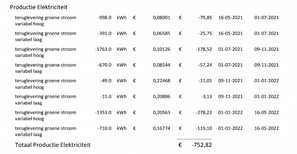 Productie Elektriciteit
teruglevering groene stroom variabel hoog -998.0 kWh € 0,08001 € -79,85 16-05-2021 01-07-2021
teruglevering groene stroom variabel laag -391.0 kWh € 0,06585 € -25,75 16-05-2021 01-07-2021
teruglevering groene stroom variabel hoog -1763.0 kWh € 0,10126 € -178,52 01-07-2021 09-11-2021
teruglevering groene stroom variabel laag -670.0 kWh € 0,08544 € -57,24 01-07-2021 09-11-2021
teruglevering groene stroom variabel hoog -49.0 kWh € 0,22468 € -11,01 09-11-2021 01-01-2022
teruglevering groene stroom variabel laag -15.0 kWh € 0,20886 € -3,13 09-11-2021 01-01-2022
teruglevering groene stroom variabel hoog -1353.0 kWh € 0,20563 € -278,22 01-01-2022 16-05-2022
teruglevering groene stroom variabel laag -710.0 kWh € 0,16774 € -119,10 01-01-2022 16-05-2022
Totaal Productie Elektriciteit € -752,82